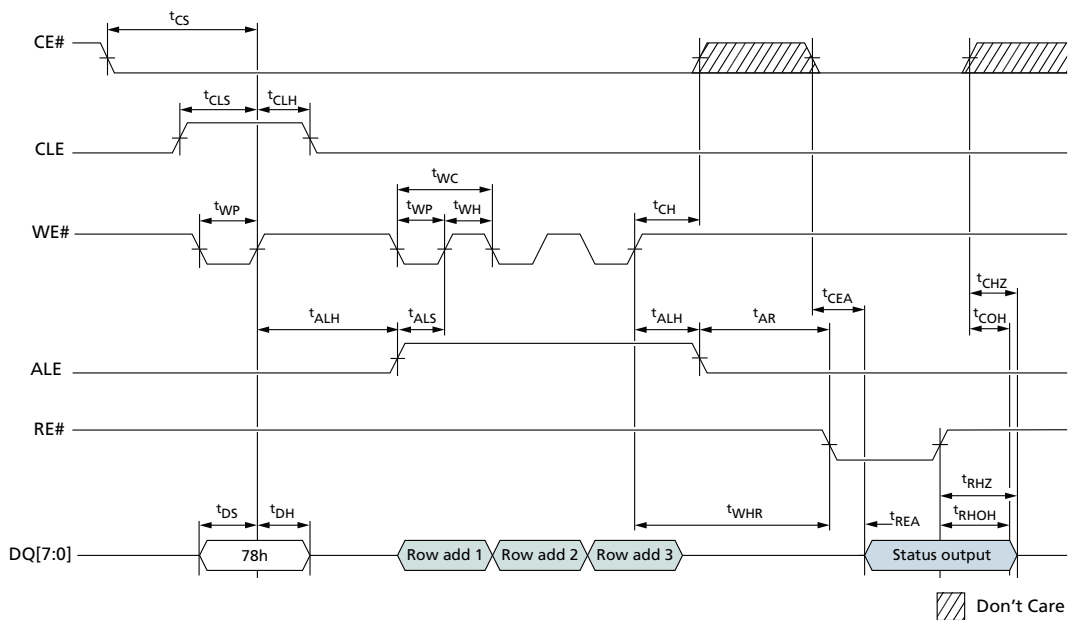 tCS
CE#
tCLS tCLH
CLE
tWC
tWP tWP tWH tCH
WE#
tCEA tCHZ
tALH tALS tALH tAR tCOH
ALE
RE#
tRHZ
tDS tDH tWHR tREA tRHOH
DQ[7:0] 78h Row add 1 Row add 2 Row add 3 Status output
Don't Care